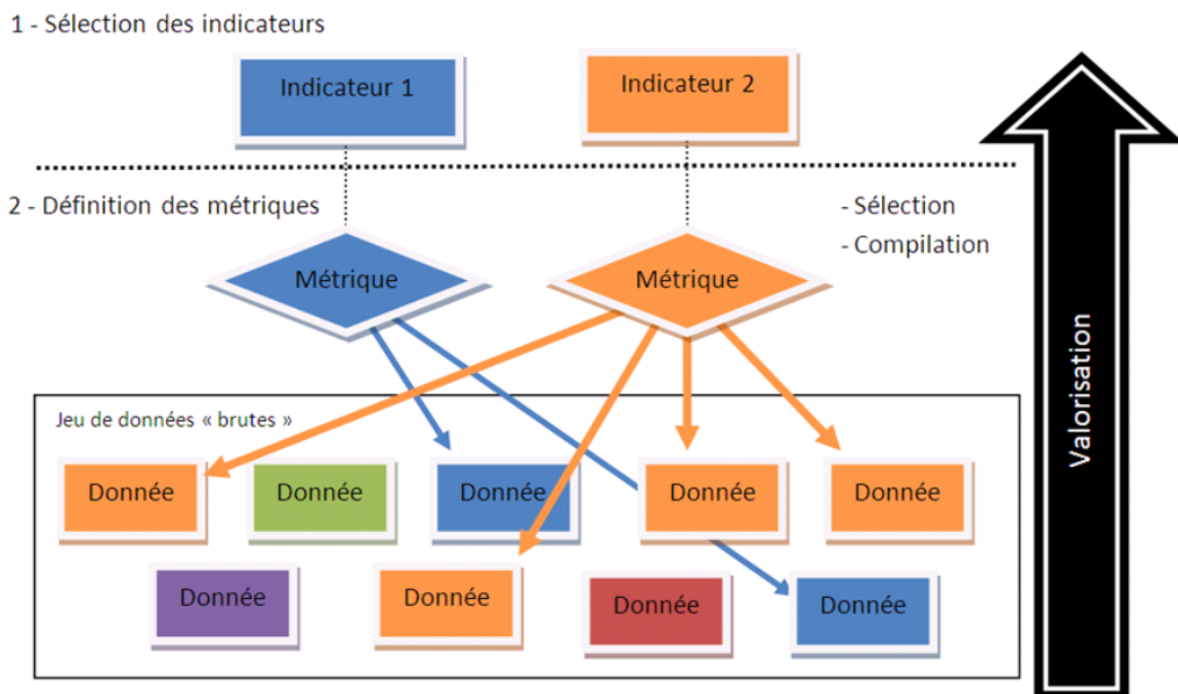 1 - Sélection des indicateurs
Indicateur 1
Indicateur 2
2 - Définition des métriques
- Sélection
- Compilation
Métrique
Métrique
Valorisation
Jeu de données « brutes »
Donnée
Donnée
Donnée
Donnée
Donnée
Donnée
Donnée
Donnée
Donnée